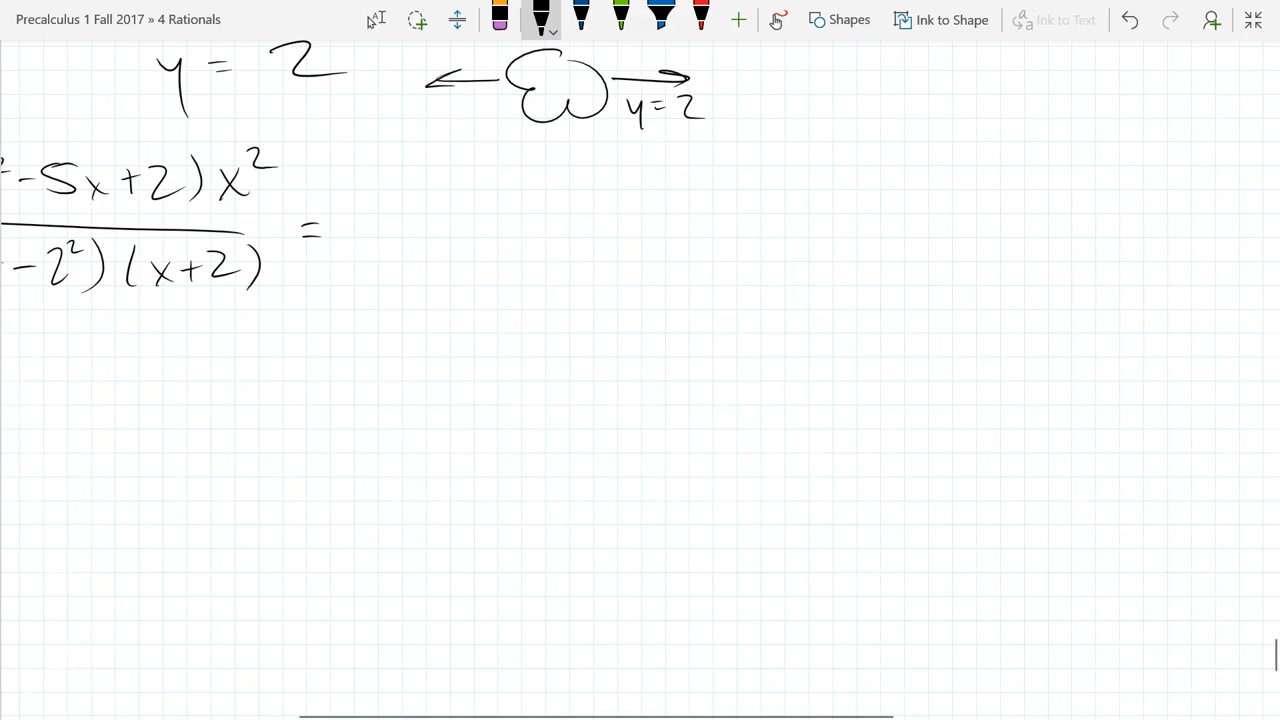 Precalculus 1 Fall 2017 » 4 Rationals
Shapes
Ink to Shape
Ink to Text
y = 2
y = 2
-5x+2)x²
=
-2²)(x+2)